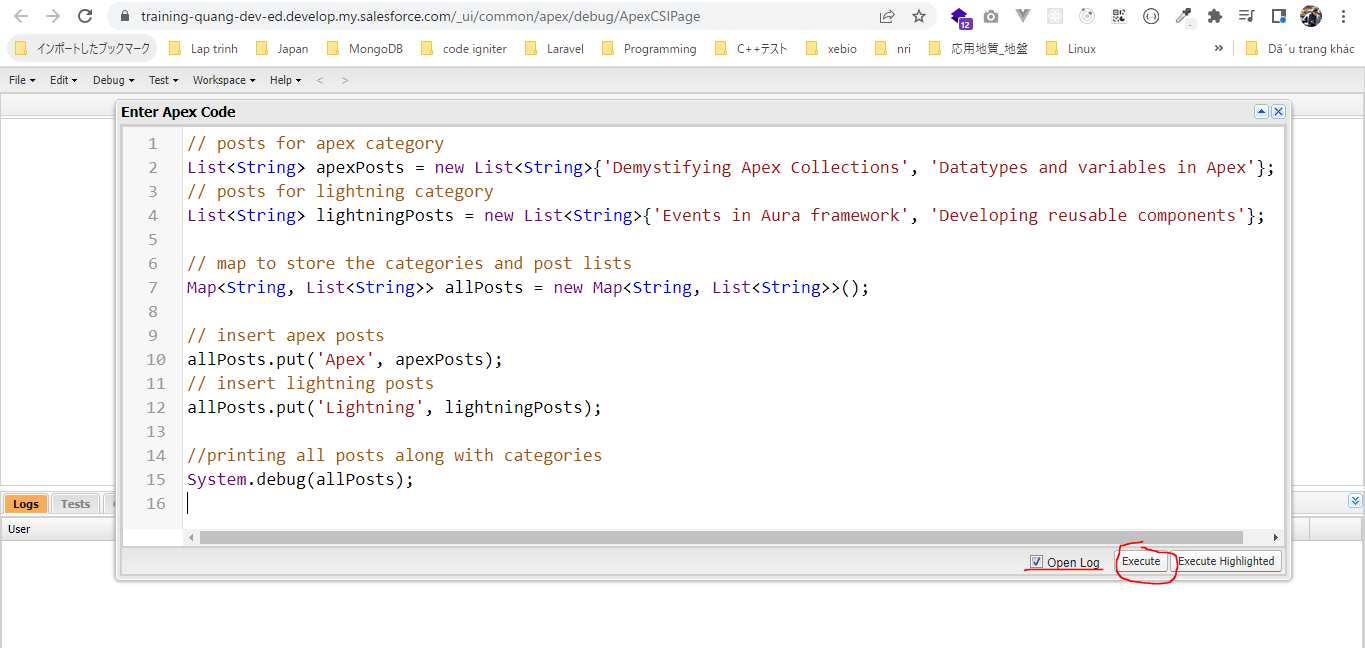 training-quang-dev-ed.develop.my.salesforce.com/_ui/common/apex/debug/ApexCSIPage
12
インポートしたブックマーク Lap trinh Japan MongoDB code igniter Laravel Programming C++テスト xebio nri 応用地質_地盤 Linux » Dấu trang khác
File Edit Debug Test Workspace Help < >
Enter Apex Code
1 // posts for apex category
2 List<String> apexPosts = new List<String>{'Demystifying Apex Collections', 'Datatypes and variables in Apex'};
3 // posts for lightning category
4 List<String> lightningPosts = new List<String>{'Events in Aura framework', 'Developing reusable components'};
5
6 // map to store the categories and post lists
7 Map<String, List<String>> allPosts = new Map<String, List<String>>();
8
9 // insert apex posts
10 allPosts.put('Apex', apexPosts);
11 // insert lightning posts
12 allPosts.put('Lightning', lightningPosts);
13
14 //printing all posts along with categories
15 System.debug(allPosts);
16
Logs Tests
User
Open Log Execute Execute Highlighted